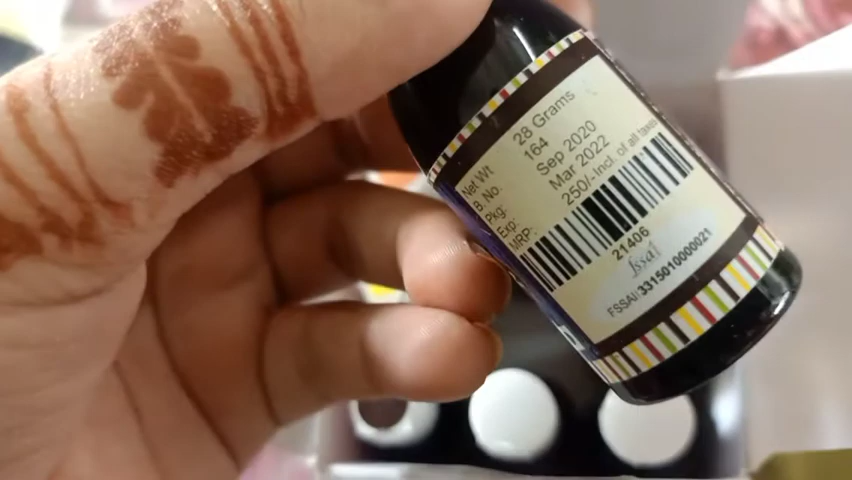 Net Wt 28 Grams
B. No: 164
Pkg: Sep 2020
Exp: Mar 2022
MRP: 250/-Incl. of all taxes
21406
fssai
FSSAI:3315010000021